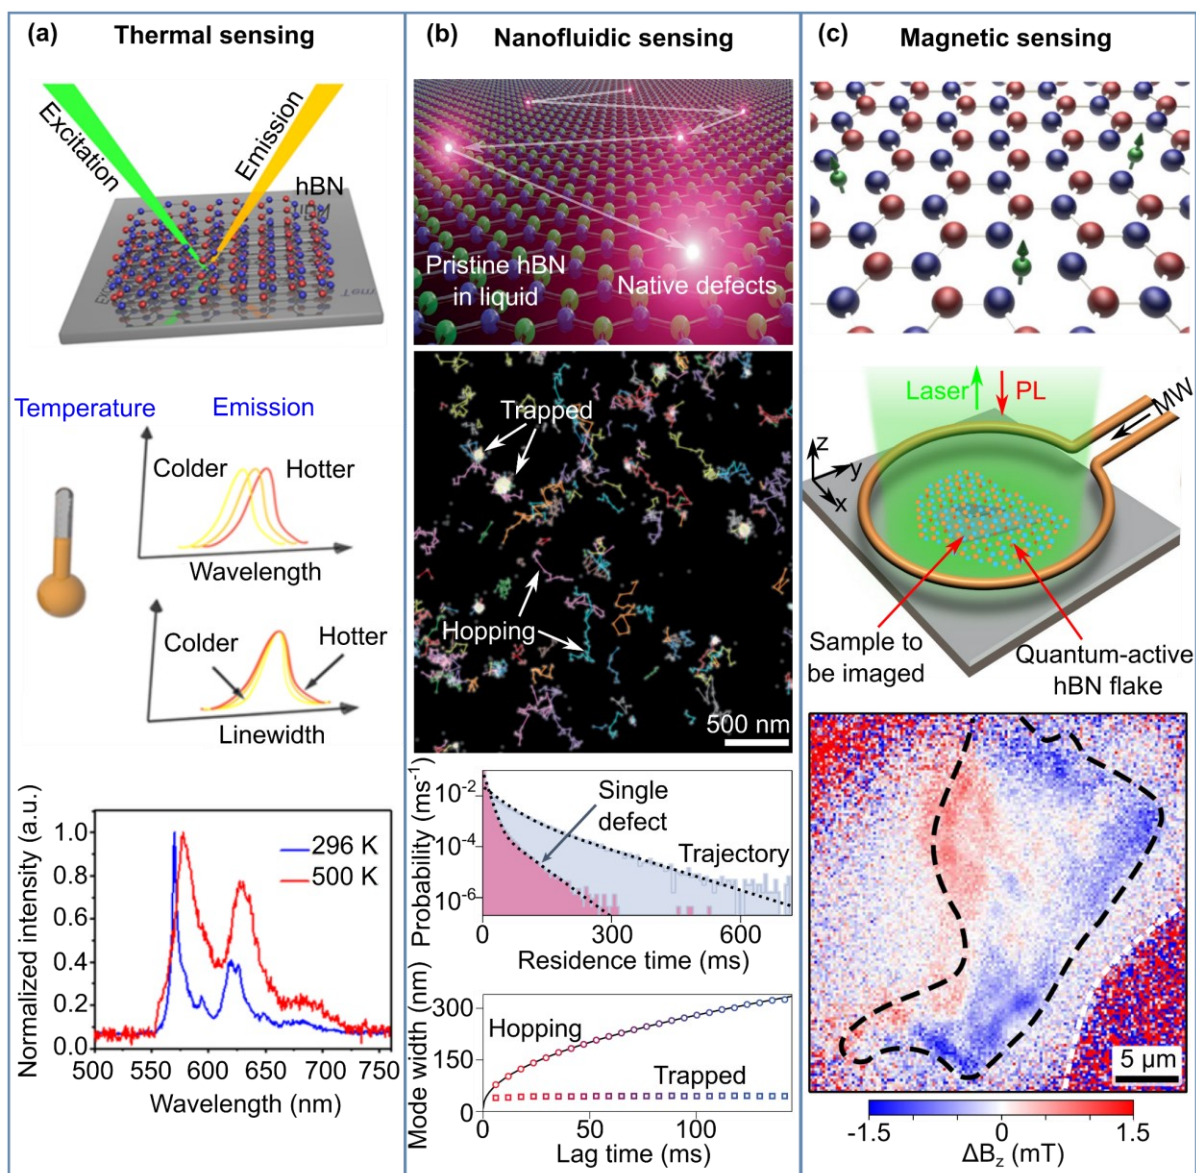 (a) Thermal sensing
Excitation
Emission
hBN
Temperature
Emission
Colder
Hotter
Wavelength
Colder
Hotter
Linewidth
Normalized intensity (a.u.)
1.0
0.8
0.6
0.4
0.2
0.0
296 K
500 K
500 550 600 650 700 750
Wavelength (nm)
(b) Nanofluidic sensing
Pristine hBN
in liquid
Native defects
Trapped
Hopping
500 nm
Probability (ms⁻¹)
10⁻²
10⁻⁴
10⁻⁶
Single
defect
Trajectory
0 300 600
Residence time (ms)
Mode width (nm)
300
150
0
Hopping
Trapped
0 50 100
Lag time (ms)
(c) Magnetic sensing
Laser
PL
MW
z
y
x
Sample to
be imaged
Quantum-active
hBN flake
5 µm
-1.5 0 1.5
ΔB_z (mT)